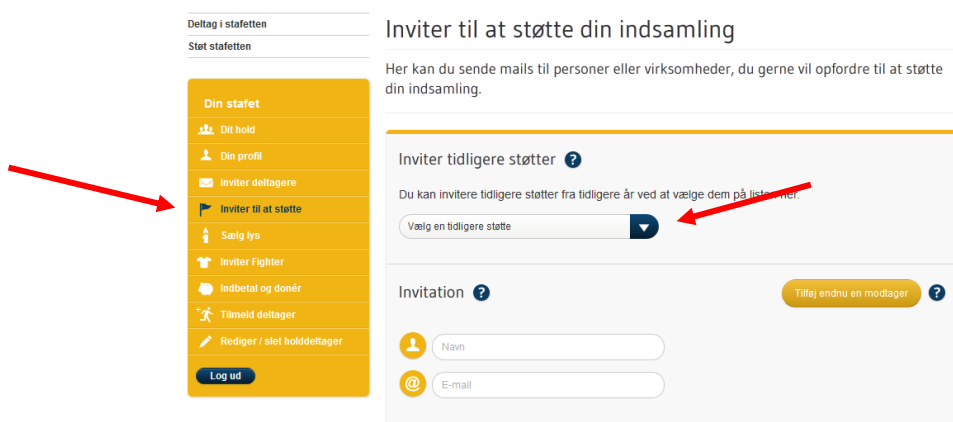 Deltag i stafetten
Støt stafetten
Din stafet
Dit hold
Din profil
Inviter deltagere
Inviter til at støtte
Sælg lys
Inviter Fighter
Indbetal og donér
Tilmeld deltager
Rediger / slet holddeltager
Log ud
Inviter til at støtte din indsamling
Her kan du sende mails til personer eller virksomheder, du gerne vil opfordre til at støtte
din indsamling.
Inviter tidligere støtter ?
Du kan invitere tidligere støtter fra tidligere år ved at vælge dem på listen her.
Vælg en tidligere støtte
Invitation ?
Tilføj endnu en modtager ?
Navn
@ E-mail